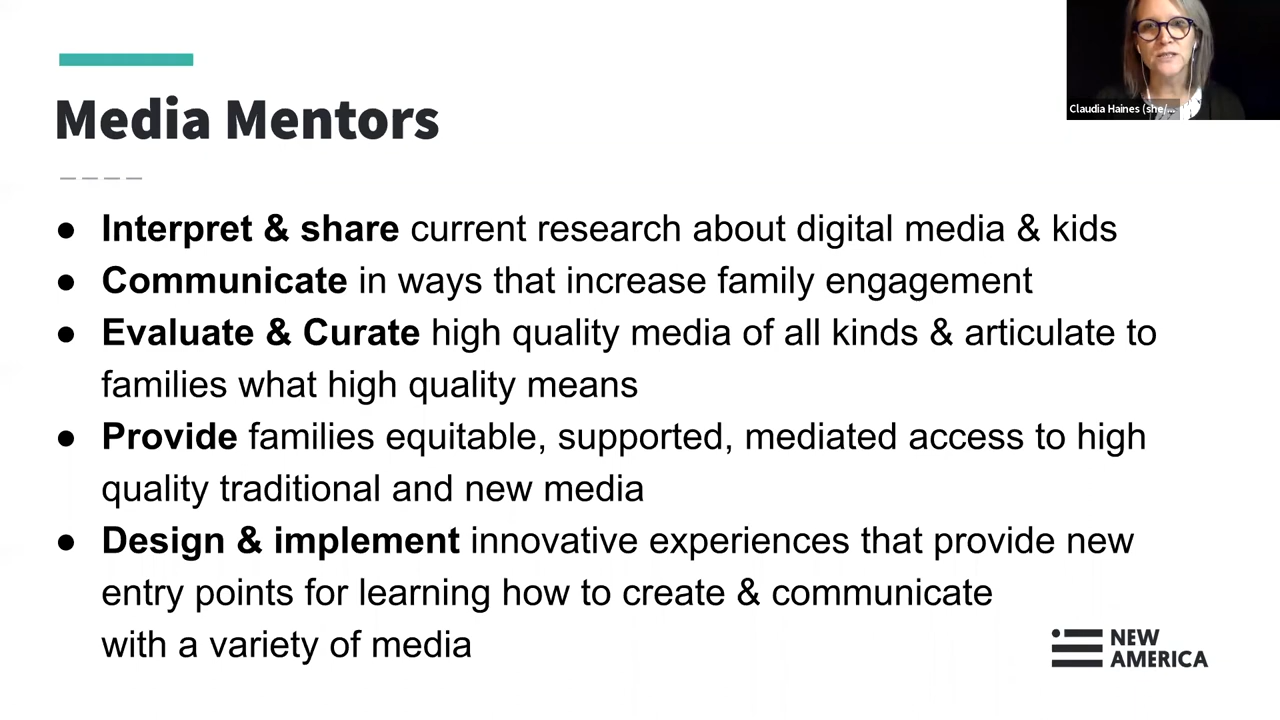 Claudia Haines (she/...
Media Mentors
● Interpret & share current research about digital media & kids
● Communicate in ways that increase family engagement
● Evaluate & Curate high quality media of all kinds & articulate to
families what high quality means
● Provide families equitable, supported, mediated access to high
quality traditional and new media
● Design & implement innovative experiences that provide new
entry points for learning how to create & communicate
with a variety of media
NEW
AMERICA